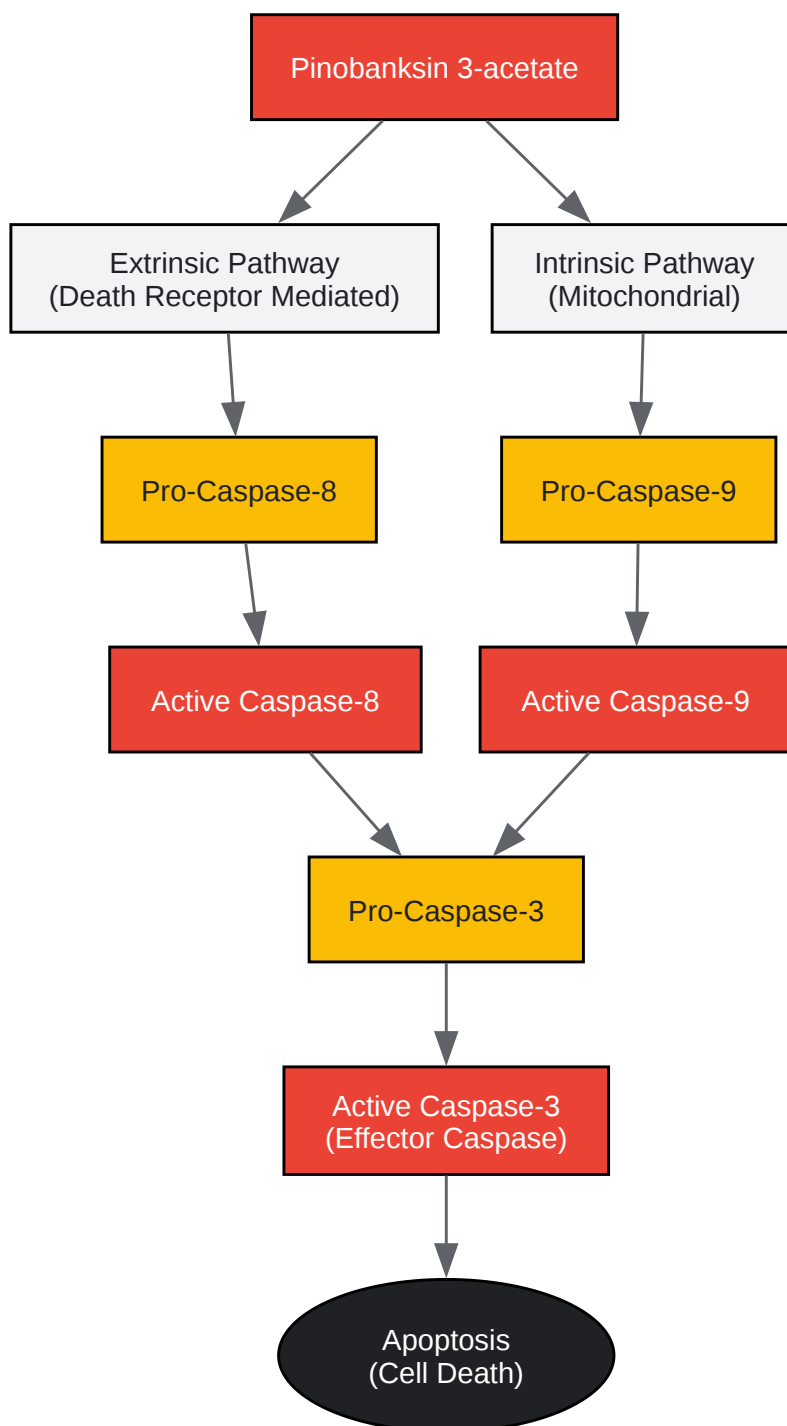 Pinobanksin 3-acetate
Extrinsic Pathway
(Death Receptor Mediated)
Intrinsic Pathway
(Mitochondrial)
Pro-Caspase-8
Pro-Caspase-9
Active Caspase-8
Active Caspase-9
Pro-Caspase-3
Active Caspase-3
(Effector Caspase)
Apoptosis
(Cell Death)